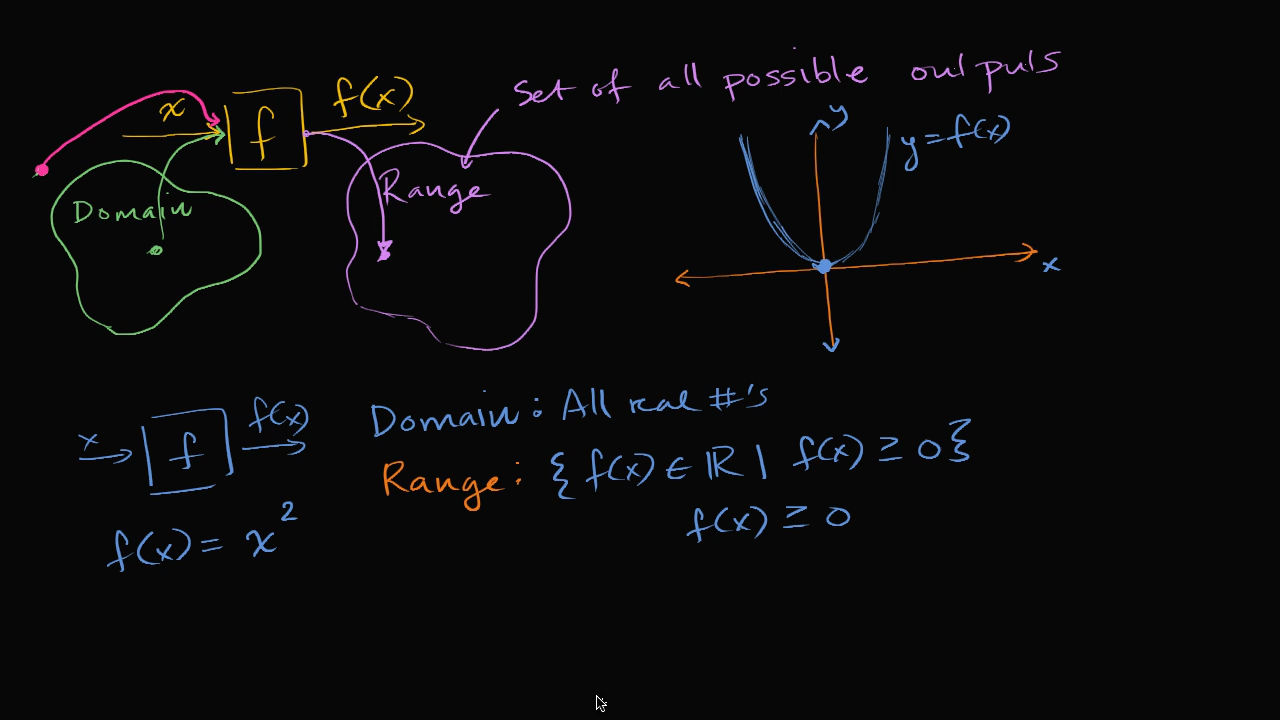 Set of all possible outputs
x
f
f(x)
Domain
Range
y
y = f(x)
x
x
f
f(x)
Domain: All real #'s
Range: { f(x) ∈ ℝ | f(x) ≥ 0 }
f(x) ≥ 0
f(x) = x²